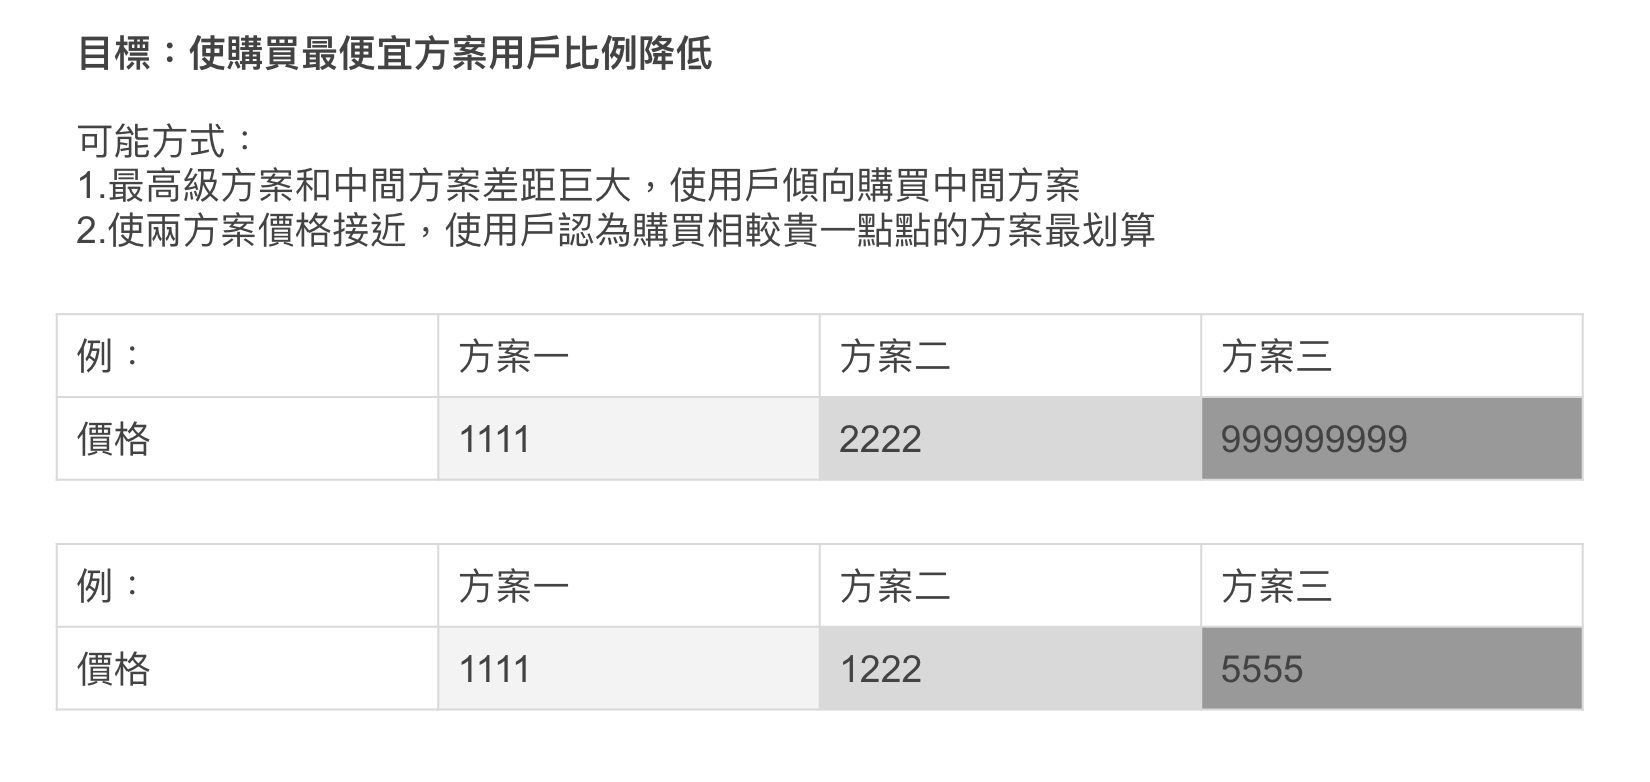 目標：使購買最便宜方案用戶比例降低
可能方式：
1.最高級方案和中間方案差距巨大，使用戶傾向購買中間方案
2.使兩方案價格接近，使用戶認為購買相較貴一點點的方案最划算
例： 方案一 方案二 方案三
價格 1111 2222 999999999
例： 方案一 方案二 方案三
價格 1111 1222 5555